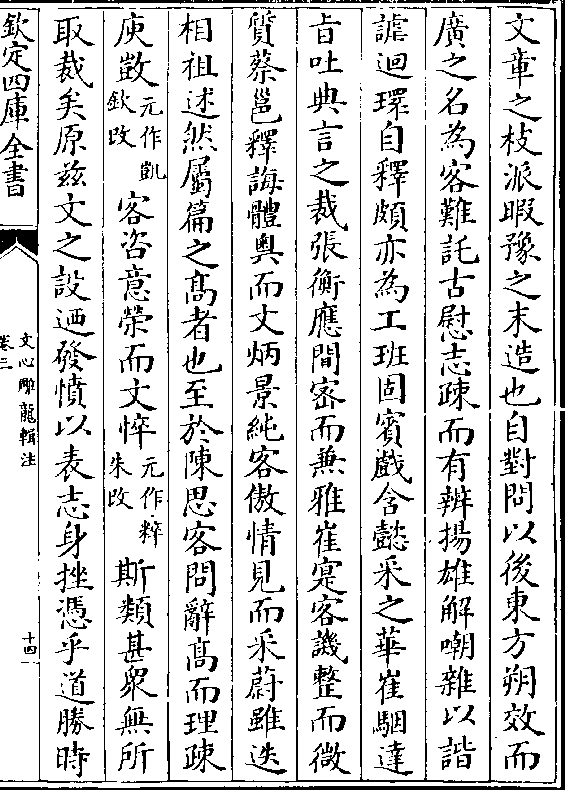 文章之枝派暇豫之末造也自對問以後東方朔效而
廣之名為客難託古慰志疎而有辨揚雄解嘲雜以諧
謔迴環自釋頗亦為工班固賓戲含懿采之華崔駰達
旨吐典言之裁張衡應間宻而兼雅崔寔客譏整而微
質蔡邕釋誨體奥而文炳景純客傲情見而采蔚雖迭
相祖述然屬篇之髙者也至於陳思客問辭髙而理疎
庾敱元作凱欽改客咨意榮而文悴元作粹朱改斯類甚衆無所
取裁矣原兹文之設迺發憤以表志身挫憑乎道勝時
欽定四庫全書
文心雕龍輯注
卷三
十四